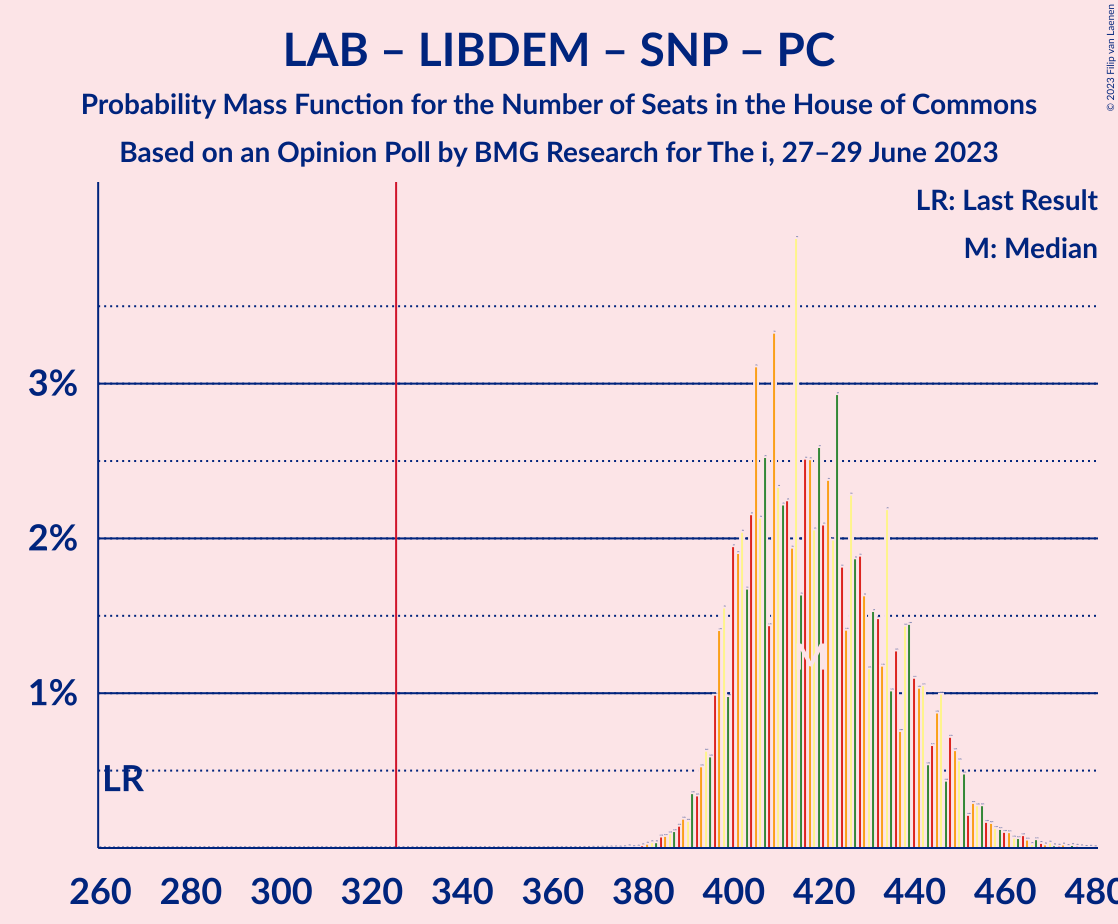 LAB – LIBDEM – SNP – PC
Probability Mass Function for the Number of Seats in the House of Commons
Based on an Opinion Poll by BMG Research for The i, 27–29 June 2023
© 2023 Filip van Laenen
LR: Last Result
M: Median
3%
2%
1%
M
LR
260 280 300 320 340 360 380 400 420 440 460 480